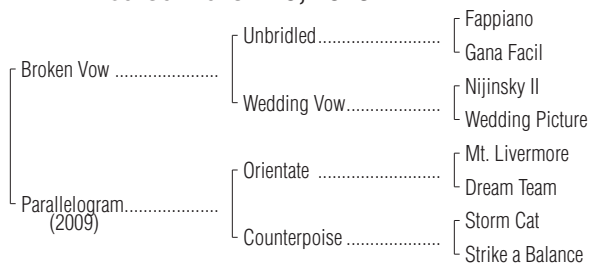 Fappiano
Unbridled
Gana Facil
Broken Vow
Nijinsky II
Wedding Vow
Wedding Picture
Mt. Livermore
Orientate
Dream Team
Parallelogram
(2009)
Storm Cat
Counterpoise
Strike a Balance